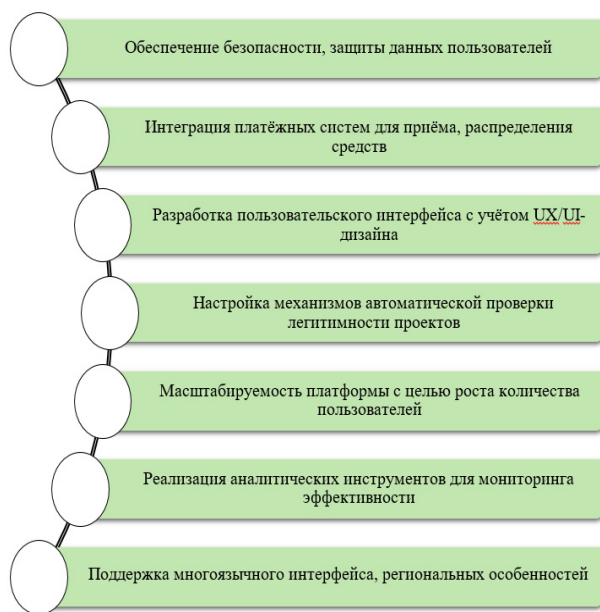 Обеспечение безопасности, защиты данных пользователей
Интеграция платёжных систем для приёма, распределения
средств
Разработка пользовательского интерфейса с учётом UX/UI-
дизайна
Настройка механизмов автоматической проверки
легитимности проектов
Масштабируемость платформы с целью роста количества
пользователей
Реализация аналитических инструментов для мониторинга
эффективности
Поддержка многоязычного интерфейса, региональных особенностей